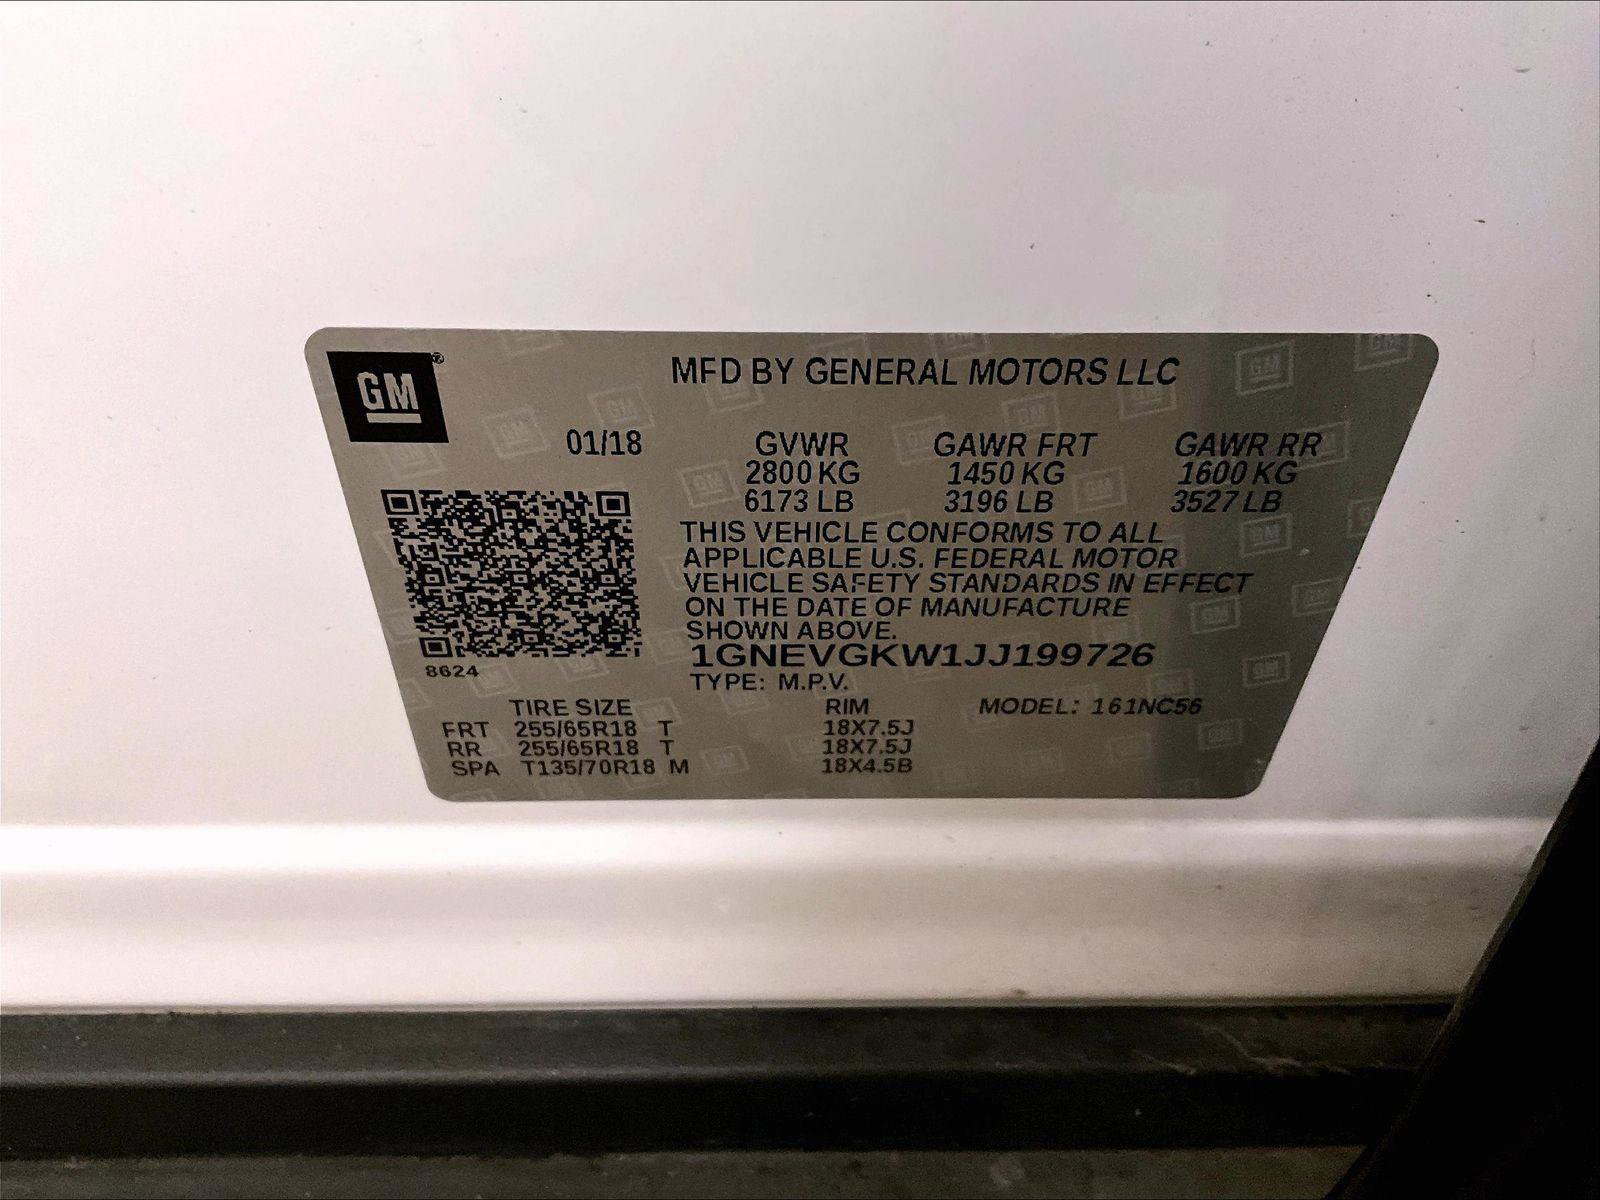 GM
MFD BY GENERAL MOTORS LLC
01/18 GVWR GAWR FRT GAWR RR
2800 KG 1450 KG 1600 KG
6173 LB 3196 LB 3527 LB
THIS VEHICLE CONFORMS TO ALL
APPLICABLE U.S. FEDERAL MOTOR
VEHICLE SAFETY STANDARDS IN EFFECT
ON THE DATE OF MANUFACTURE
SHOWN ABOVE.
1GNEVGKW1JJ199726
8624
TYPE: M.P.V.
TIRE SIZE RIM MODEL: 161NC56
FRT 255/65R18 T 18X7.5J
RR 255/65R18 T 18X7.5J
SPA T135/70R18 M 18X4.5B